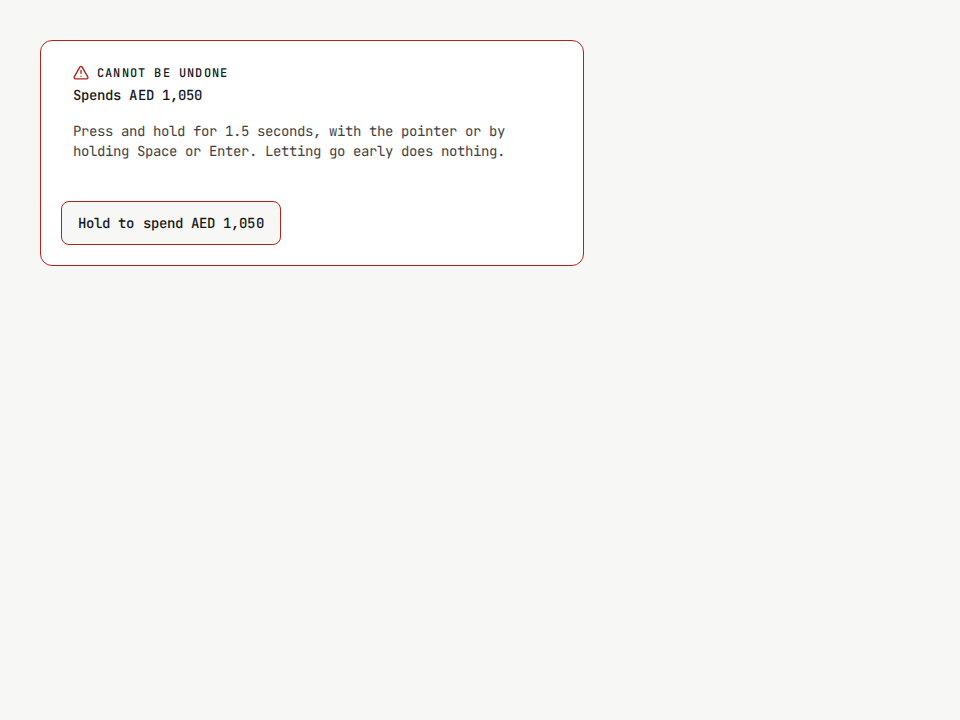 CANNOT BE UNDONE
Spends AED 1,050
Press and hold for 1.5 seconds, with the pointer or by
holding Space or Enter. Letting go early does nothing.
Hold to spend AED 1,050